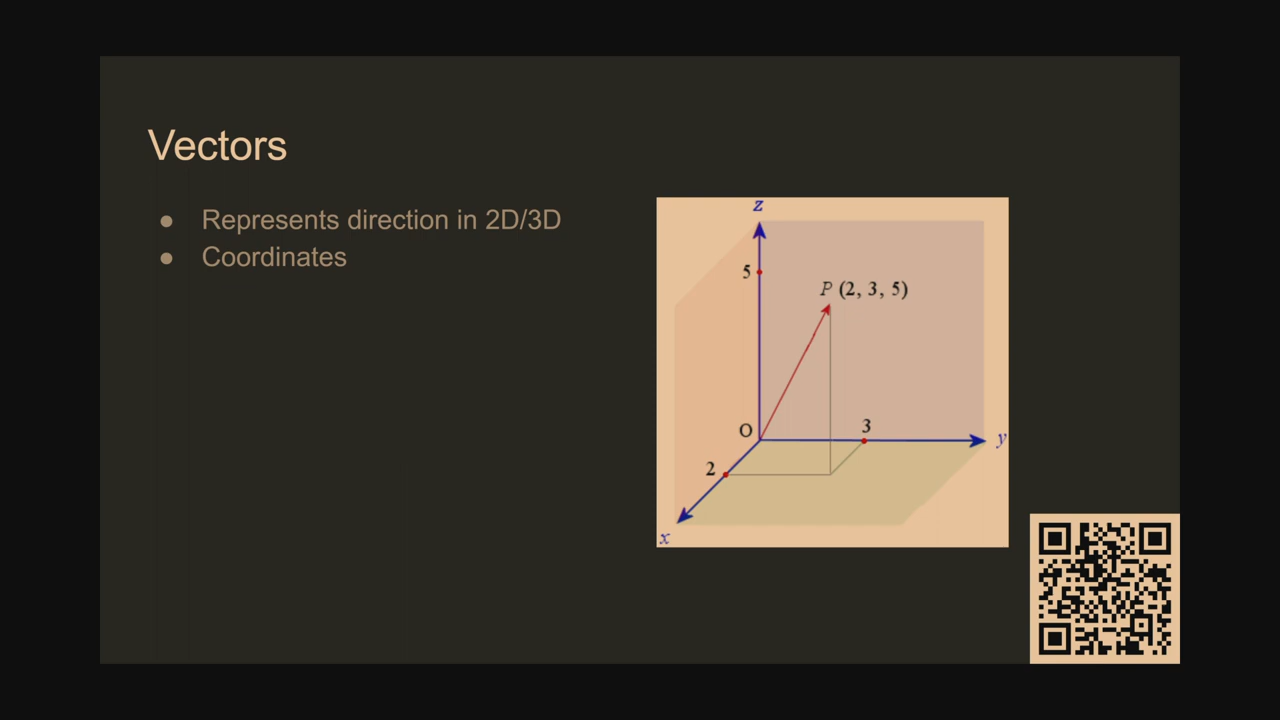 Vectors
● Represents direction in 2D/3D
● Coordinates
z
5
P (2, 3, 5)
O
3
y
2
x